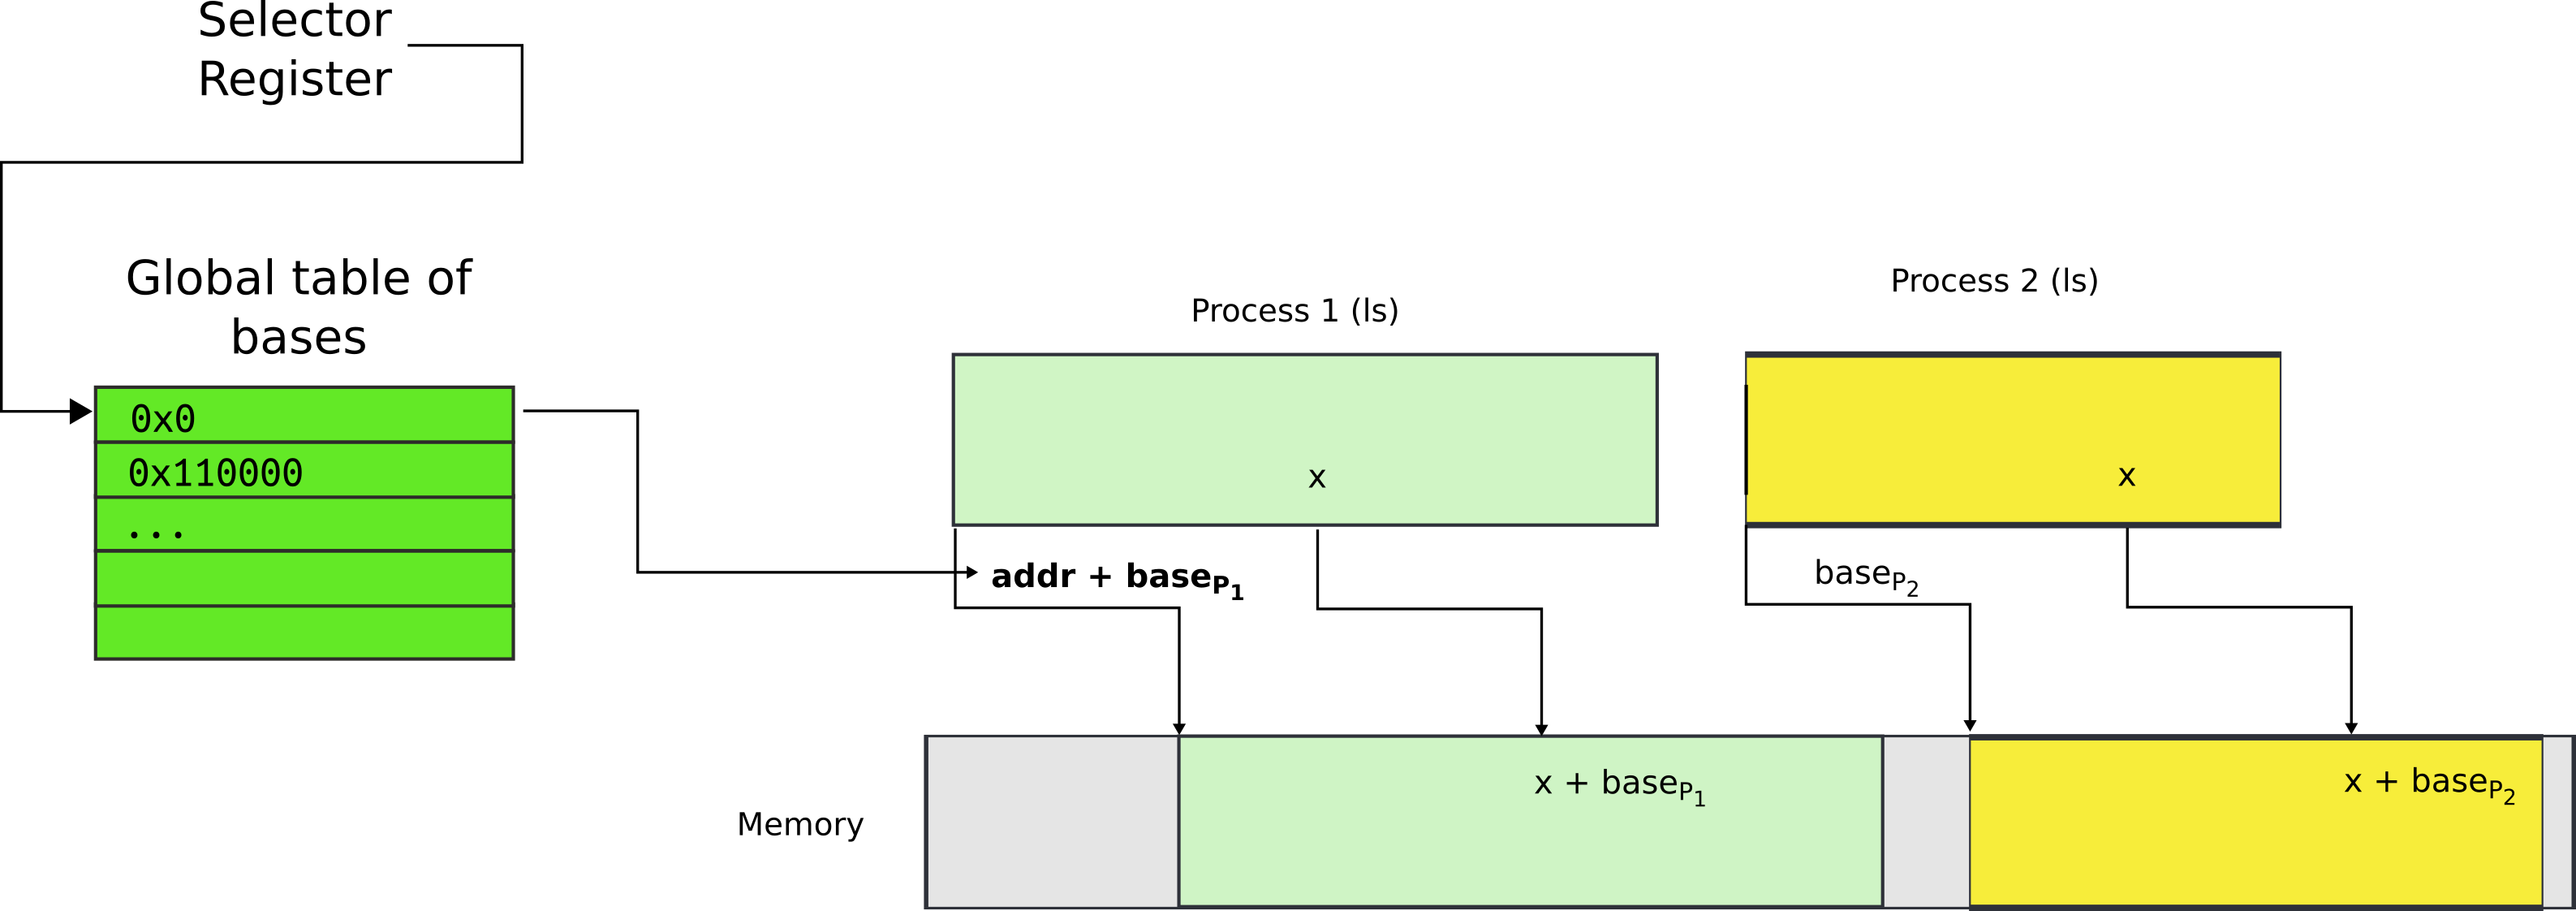 Selector
Register
Global table of
bases
0x0
0x110000
...
Process 1 (ls)
x
Process 2 (ls)
x
addr + baseP1
baseP2
Memory
x + baseP1
x + baseP2